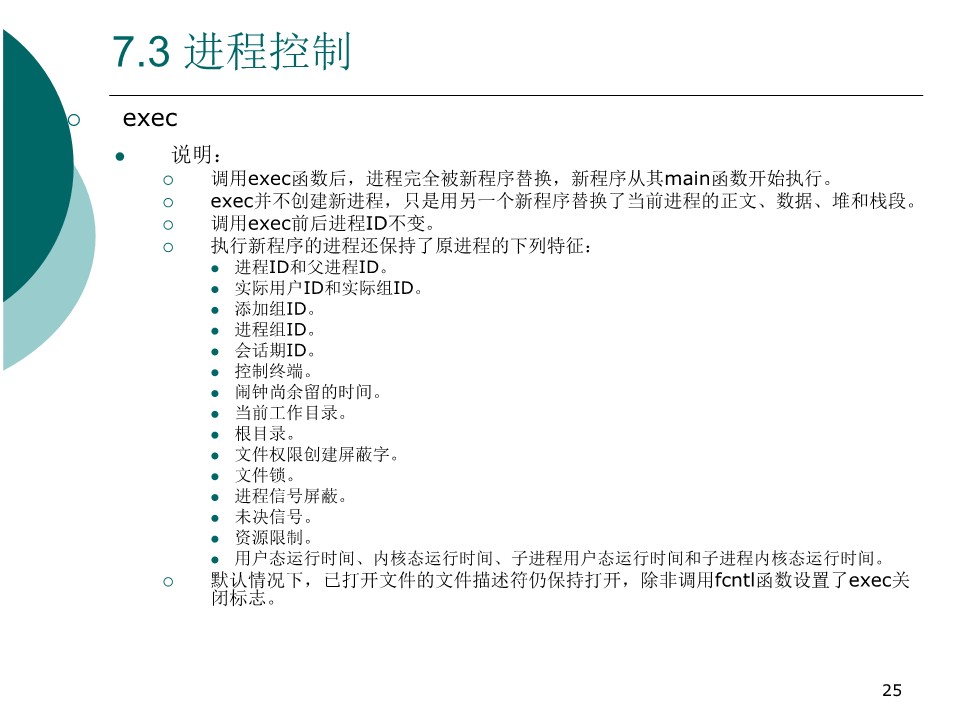 7.3 进程控制
exec
说明：
调用exec函数后，进程完全被新程序替换，新程序从其main函数开始执行。
exec并不创建新进程，只是用另一个新程序替换了当前进程的正文、数据、堆和栈段。
调用exec前后进程ID不变。
执行新程序的进程还保持了原进程的下列特征：
进程ID和父进程ID。
实际用户ID和实际组ID。
添加组ID。
进程组ID。
会话期ID。
控制终端。
闹钟尚余留的时间。
当前工作目录。
根目录。
文件权限创建屏蔽字。
文件锁。
进程信号屏蔽。
未决信号。
资源限制。
用户态运行时间、内核态运行时间、子进程用户态运行时间和子进程内核态运行时间。
默认情况下，已打开文件的文件描述符仍保持打开，除非调用fcntl函数设置了exec关
闭标志。
25